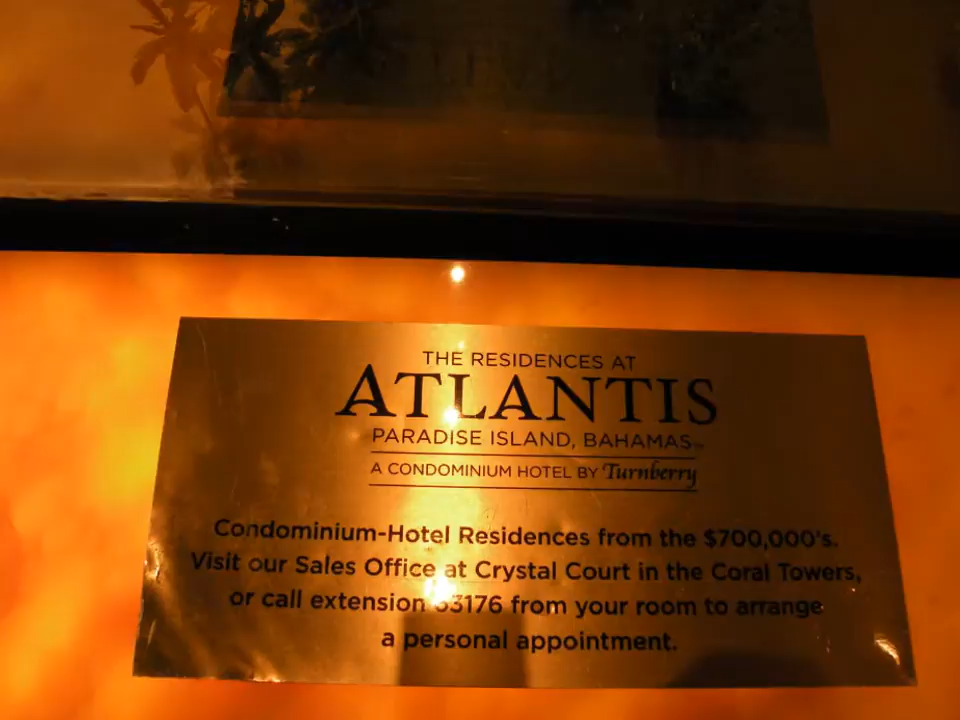 THE RESIDENCES AT
ATLANTIS
PARADISE ISLAND, BAHAMAS
A CONDOMINIUM HOTEL BY Turnberry
Condominium-Hotel Residences from the $700,000's.
Visit our Sales Office at Crystal Court in the Coral Towers,
or call extension 63176 from your room to arrange
a personal appointment.